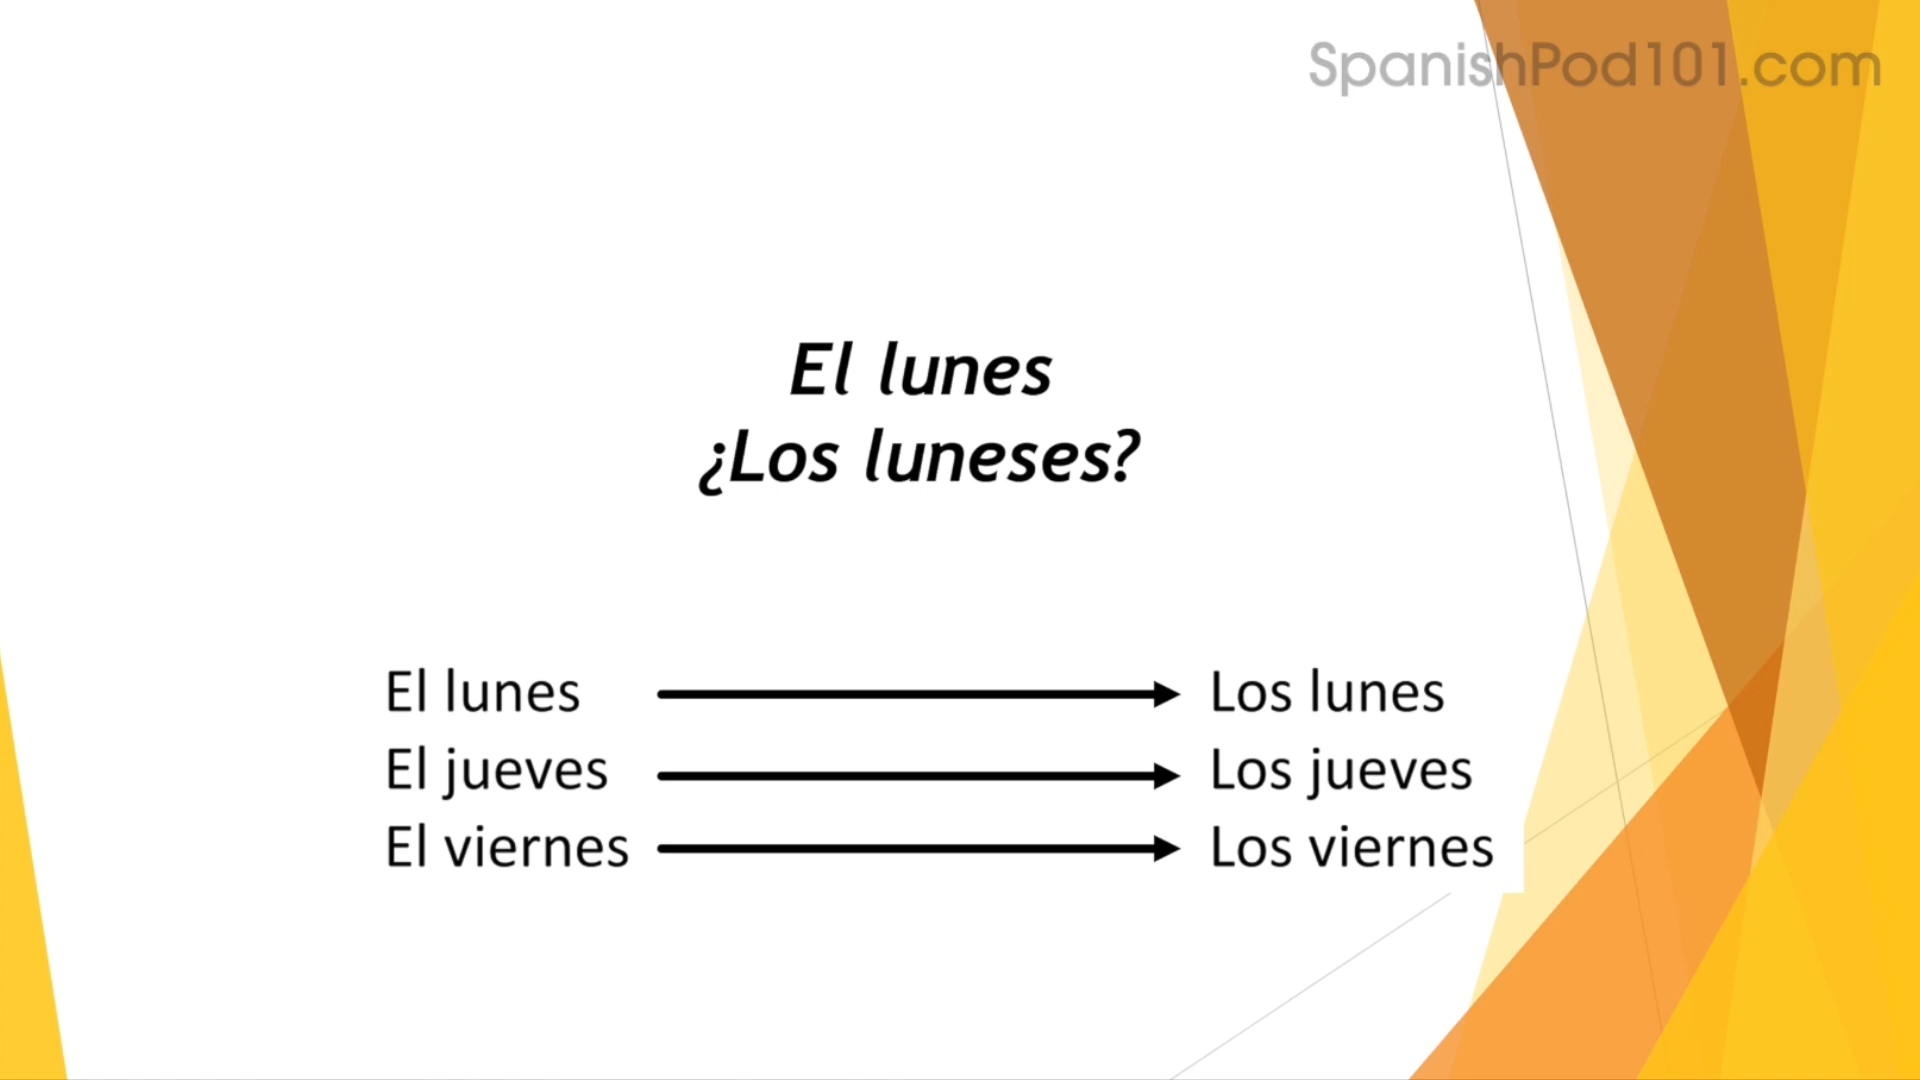 SpanishPod101.com
El lunes
¿Los luneses?
El lunes Los lunes
El jueves Los jueves
El viernes Los viernes